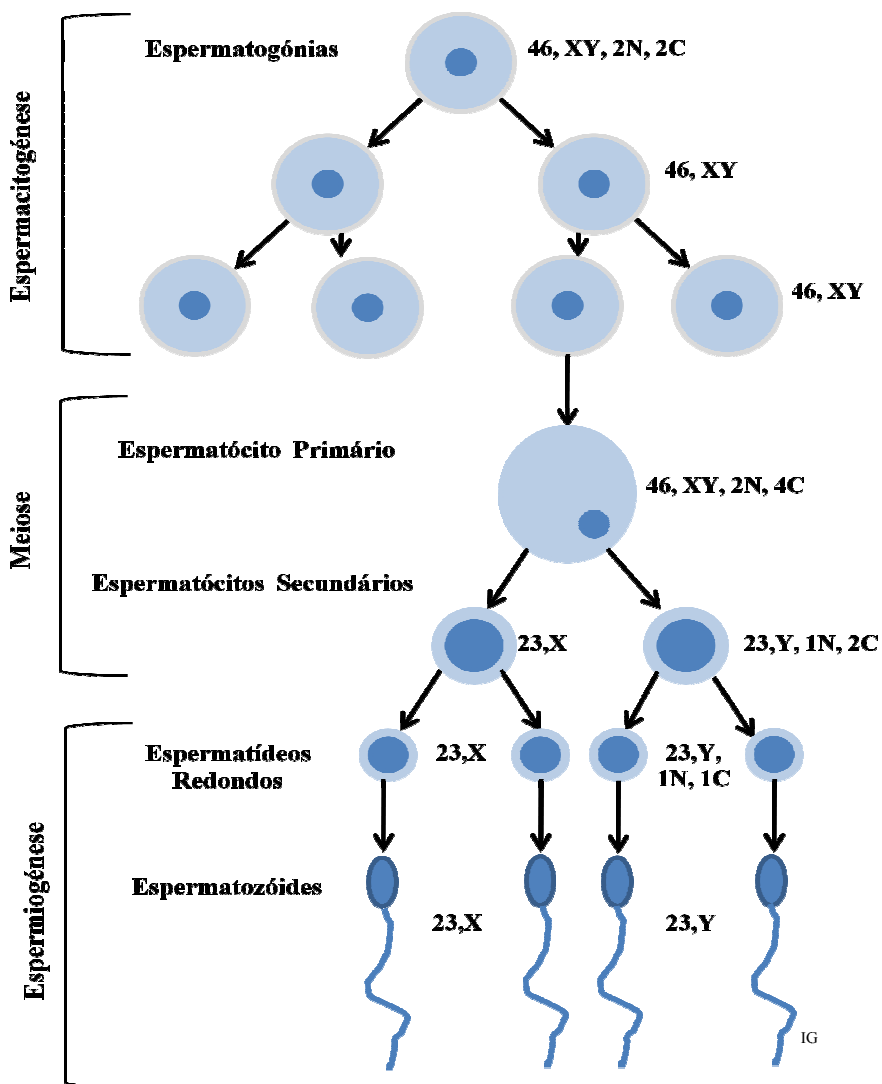 Espermatogónias
46, XY, 2N, 2C
Espermacitogénese
46, XY
46, XY
Meiose
Espermatócito Primário
46, XY, 2N, 4C
Espermatócitos Secundários
23,X
23,Y, 1N, 2C
Espermiogénese
Espermatídeos
Redondos
23,X
23,Y,
1N, 1C
Espermatozóides
23,X
23,Y
IG